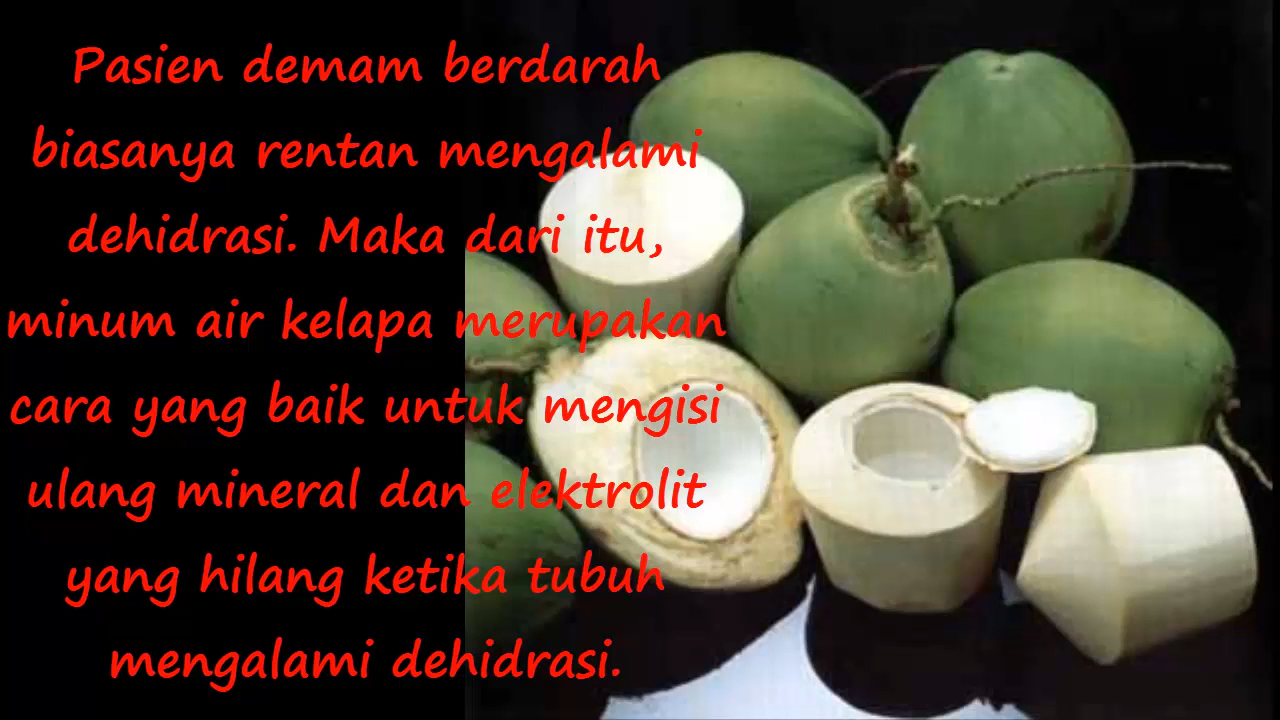 Pasien demam berdarah
biasanya rentan mengalami
dehidrasi. Maka dari itu,
minum air kelapa merupakan
cara yang baik untuk mengisi
ulang mineral dan elektrolit
yang hilang ketika tubuh
mengalami dehidrasi.